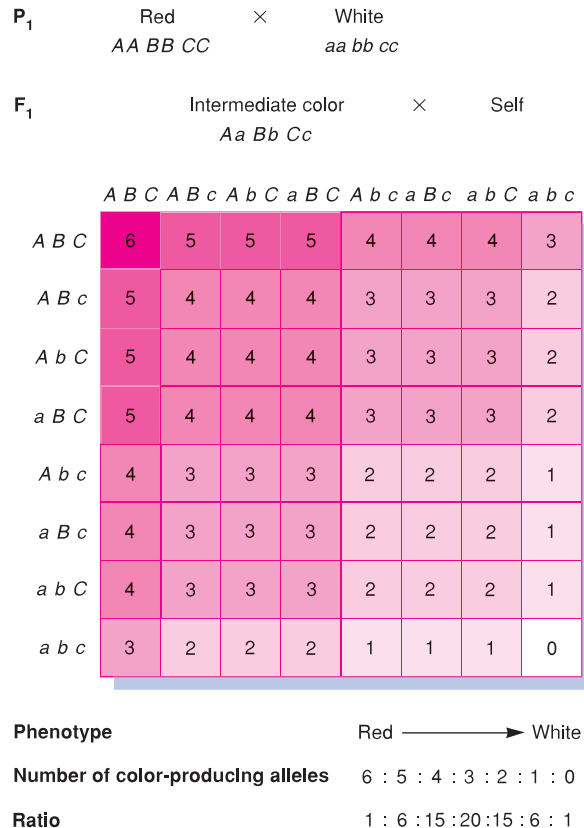 P1 Red × White
AA BB CC aa bb cc
F1 Intermediate color × Self
Aa Bb Cc
A B C A B c A b C a B C A b c a B c a b C a b c
A B C 6 5 5 5 4 4 4 3
A B c 5 4 4 4 3 3 3 2
A b C 5 4 4 4 3 3 3 2
a B C 5 4 4 4 3 3 3 2
A b c 4 3 3 3 2 2 2 1
a B c 4 3 3 3 2 2 2 1
a b C 4 3 3 3 2 2 2 1
a b c 3 2 2 2 1 1 1 0
Phenotype Red → White
Number of color-producing alleles 6 : 5 : 4 : 3 : 2 : 1 : 0
Ratio 1 : 6 : 15 : 20 : 15 : 6 : 1